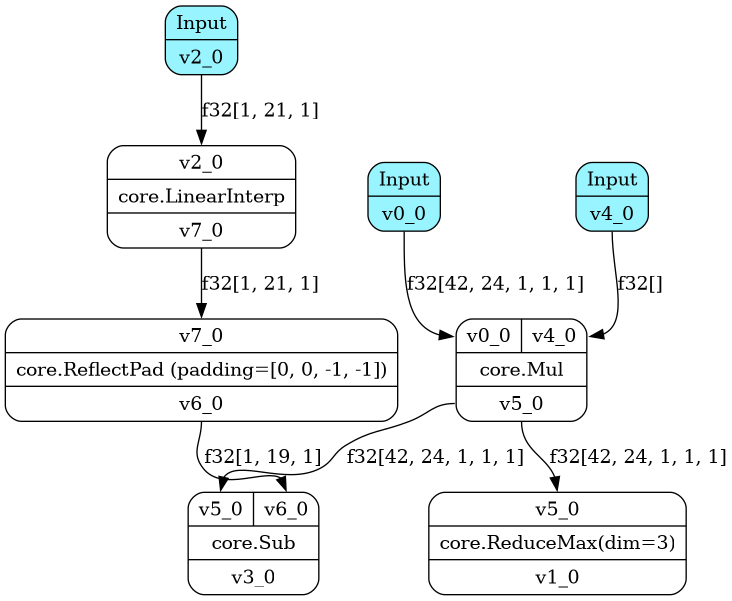 Input
v2_0
f32[1, 21, 1]
v2_0
core.LinearInterp
v7_0
Input
v0_0
Input
v4_0
f32[1, 21, 1]
f32[42, 24, 1, 1, 1]
f32[]
v7_0
core.ReflectPad (padding=[0, 0, -1, -1])
v6_0
v0_0 v4_0
core.Mul
v5_0
f32[1, 19, 1]
f32[42, 24, 1, 1, 1]
f32[42, 24, 1, 1, 1]
v5_0 v6_0
core.Sub
v3_0
v5_0
core.ReduceMax(dim=3)
v1_0